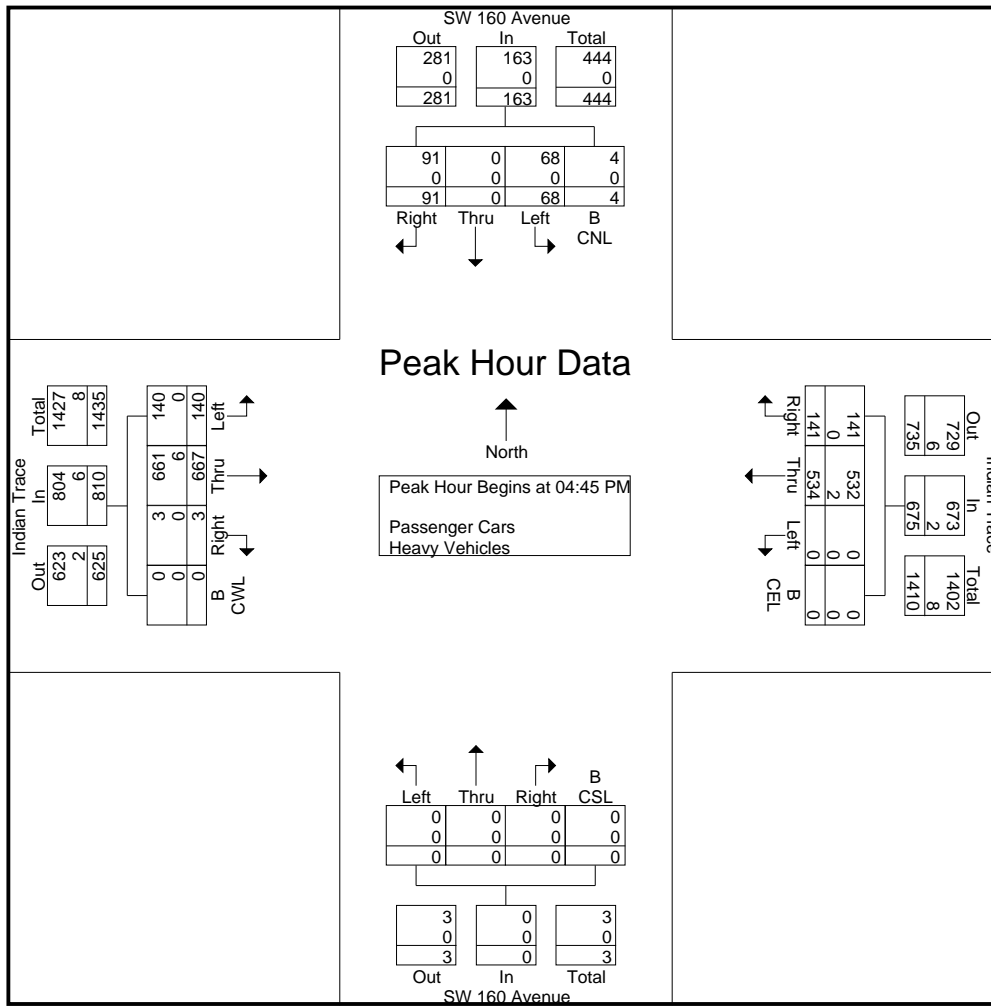 SW 160 Avenue
Out In Total
281 163 444
0 0 0
281 163 444
91 0 68 4
0 0 0 0
91 0 68 4
Right Thru Left B
CNL
Peak Hour Data
North
Peak Hour Begins at 04:45 PM
Passenger Cars
Heavy Vehicles
Indian Trace
Out In Total
623 804 1427
2 6 8
625 810 1435
0 3 661 140
0 0 6 0
0 3 667 140
B Right Thru Left
CWL
Indian Trace
Out In Total
729 673 1402
6 2 8
735 675 1410
141 532 0 0
0 2 0 0
141 534 0 0
Right Thru Left B
CEL
B
Left Thru Right CSL
0 0 0 0
0 0 0 0
0 0 0 0
3 0 3
0 0 0
3 0 3
Out In Total
SW 160 Avenue